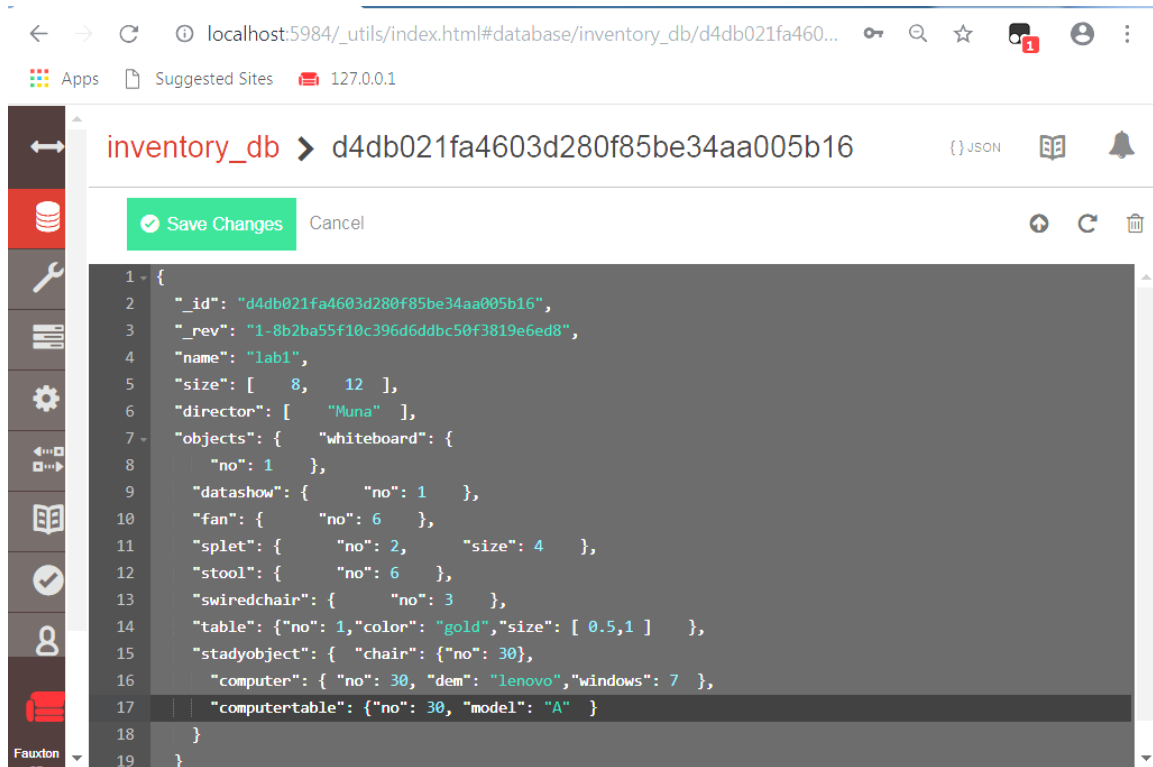 localhost:5984/_utils/index.html#database/inventory_db/d4db021fa460...
1
Apps Suggested Sites 127.0.0.1
inventory_db > d4db021fa4603d280f85be34aa005b16 { } JSON
Save Changes Cancel
1 {
2 "_id": "d4db021fa4603d280f85be34aa005b16",
3 "_rev": "1-8b2ba55f10c396d6ddbc50f3819e6ed8",
4 "name": "lab1",
5 "size": [ 8, 12 ],
6 "director": [ "Muna" ],
7 "objects": { "whiteboard": {
8 "no": 1 },
9 "datashow": { "no": 1 },
10 "fan": { "no": 6 },
11 "splet": { "no": 2, "size": 4 },
12 "stool": { "no": 6 },
13 "swiredchair": { "no": 3 },
14 "table": {"no": 1,"color": "gold","size": [ 0.5,1 ] },
15 "stadyobject": { "chair": {"no": 30},
16 "computer": { "no": 30, "dem": "lenovo","windows": 7 },
17 "computertable": {"no": 30, "model": "A" }
18 }
19 }
Fauxton